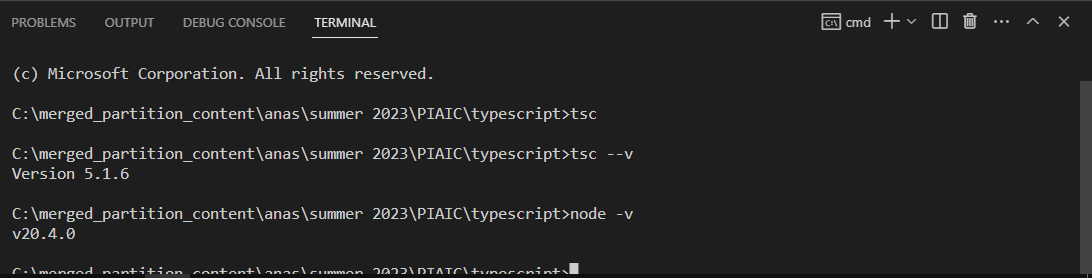 PROBLEMS OUTPUT DEBUG CONSOLE TERMINAL cmd
(c) Microsoft Corporation. All rights reserved.
C:\merged_partition_content\anas\summer 2023\PIAIC\typescript>tsc
C:\merged_partition_content\anas\summer 2023\PIAIC\typescript>tsc --v
Version 5.1.6
C:\merged_partition_content\anas\summer 2023\PIAIC\typescript>node -v
v20.4.0
C:\merged_partition_content\anas\summer 2023\PIAIC\typescript>